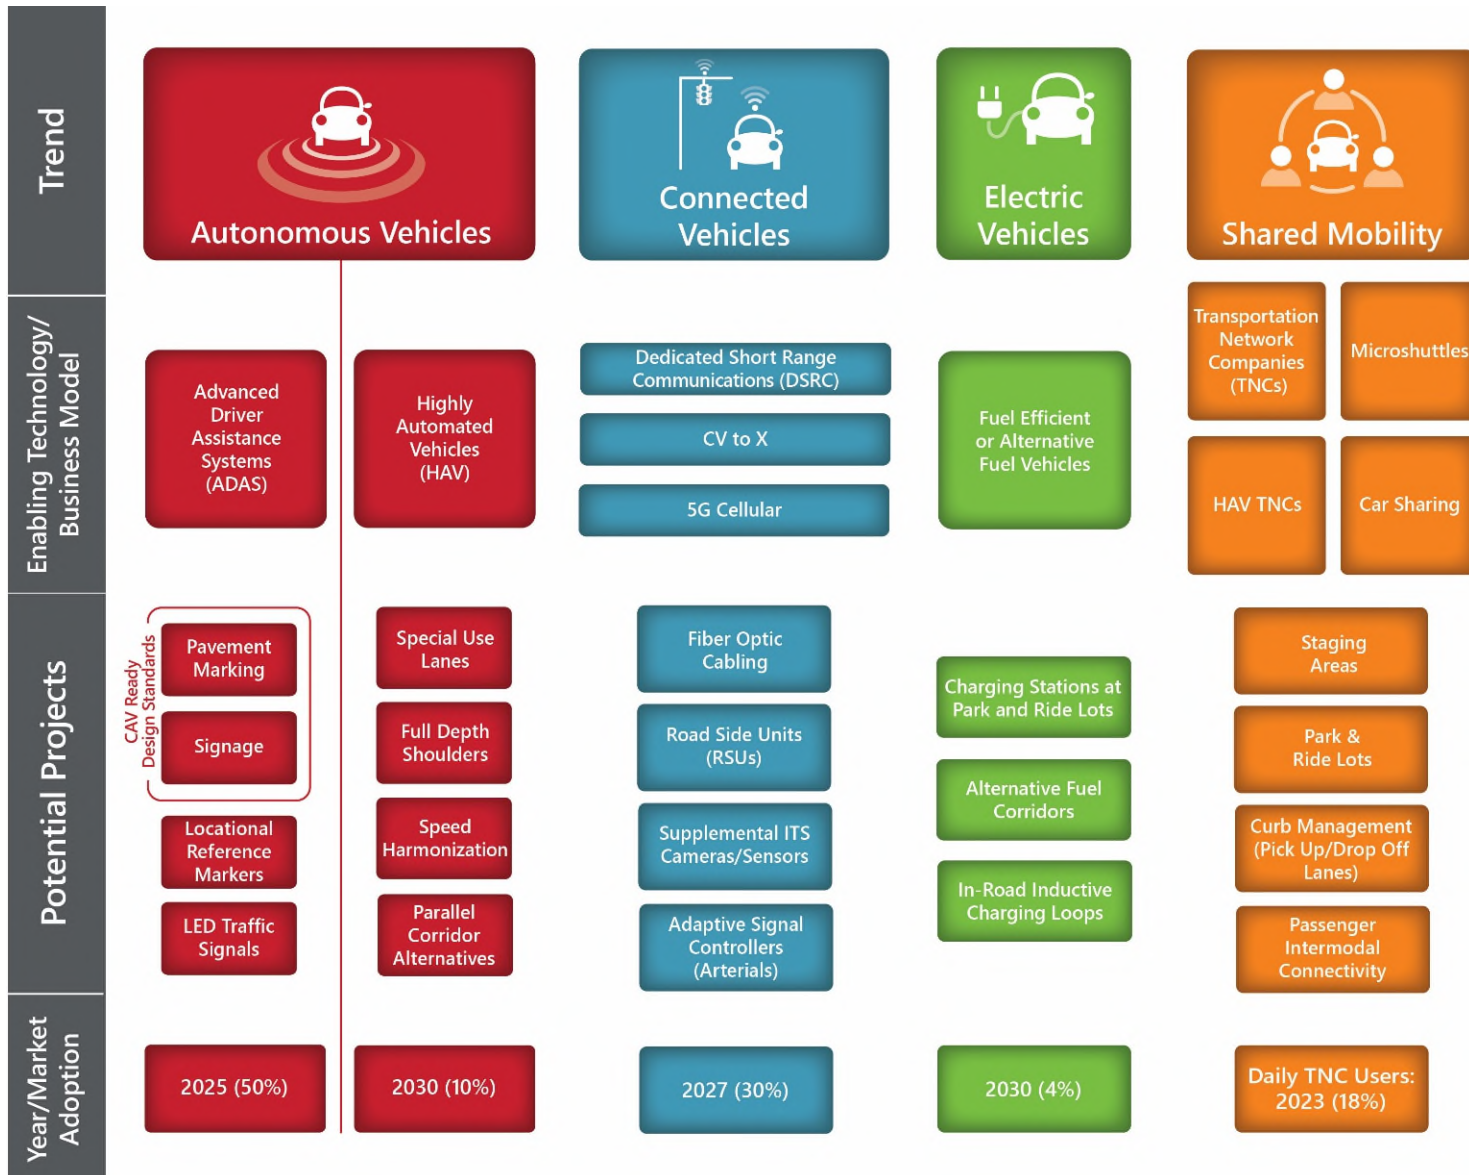 Trend
Autonomous Vehicles
Connected
Vehicles
Electric
Vehicles
Shared Mobility
Enabling Technology/
Business Model
Advanced
Driver
Assistance
Systems
(ADAS)
Highly
Automated
Vehicles
(HAV)
Dedicated Short Range
Communications (DSRC)
CV to X
5G Cellular
Fuel Efficient
or Alternative
Fuel Vehicles
Transportation
Network
Companies
(TNCs)
Microshuttles
HAV TNCs
Car Sharing
Potential Projects
CAV Ready
Design Standards
Pavement
Marking
Signage
Locational
Reference
Markers
LED Traffic
Signals
Special Use
Lanes
Full Depth
Shoulders
Speed
Harmonization
Parallel
Corridor
Alternatives
Fiber Optic
Cabling
Road Side Units
(RSUs)
Supplemental ITS
Cameras/Sensors
Adaptive Signal
Controllers
(Arterials)
Charging Stations at
Park and Ride Lots
Alternative Fuel
Corridors
In-Road Inductive
Charging Loops
Staging
Areas
Park &
Ride Lots
Curb Management
(Pick Up/Drop Off
Lanes)
Passenger
Intermodal
Connectivity
Year/Market
Adoption
2025 (50%)
2030 (10%)
2027 (30%)
2030 (4%)
Daily TNC Users:
2023 (18%)